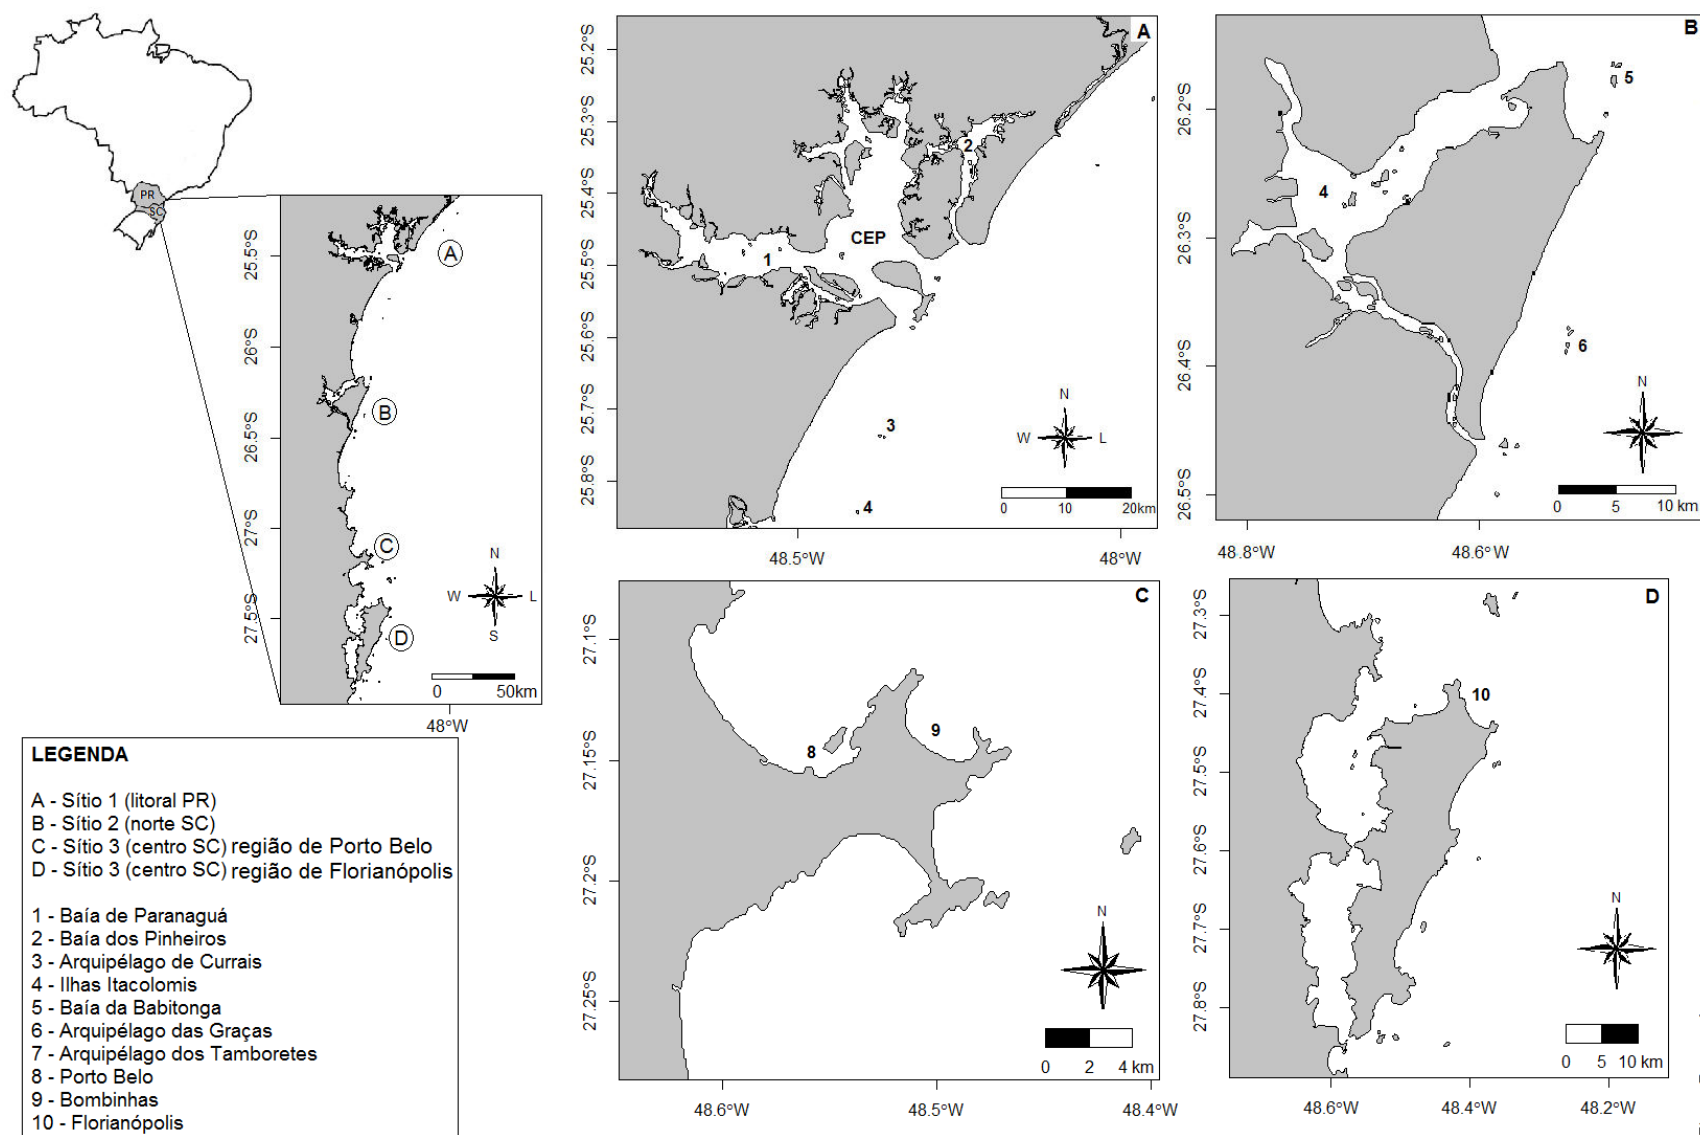 PR
SC
25.5°S
26°S
26.5°S
27°S
27.5°S
48°W
A
B
C
D
N
W
L
S
0
50km
A
25.2°S
25.3°S
25.4°S
25.5°S
25.6°S
25.7°S
25.8°S
48.5°W
48°W
CEP
1
2
3
4
N
W
L
0
10
20km
B
26.2°S
26.3°S
26.4°S
26.5°S
48.8°W
48.6°W
4
5
6
N
0
5
10 km
C
27.1°S
27.15°S
27.2°S
27.25°S
48.6°W
48.5°W
48.4°W
8
9
N
0
2
4 km
D
27.3°S
27.4°S
27.5°S
27.6°S
27.7°S
27.8°S
48.6°W
48.4°W
48.2°W
10
N
0
5
10 km
LEGENDA
A - Sítio 1 (litoral PR)
B - Sítio 2 (norte SC)
C - Sítio 3 (centro SC) região de Porto Belo
D - Sítio 3 (centro SC) região de Florianópolis
1 - Baía de Paranaguá
2 - Baía dos Pinheiros
3 - Arquipélago de Currais
4 - Ilhas Itacolomis
5 - Baía da Babitonga
6 - Arquipélago das Graças
7 - Arquipélago dos Tamboretes
8 - Porto Belo
9 - Bombinhas
10 - Florianópolis